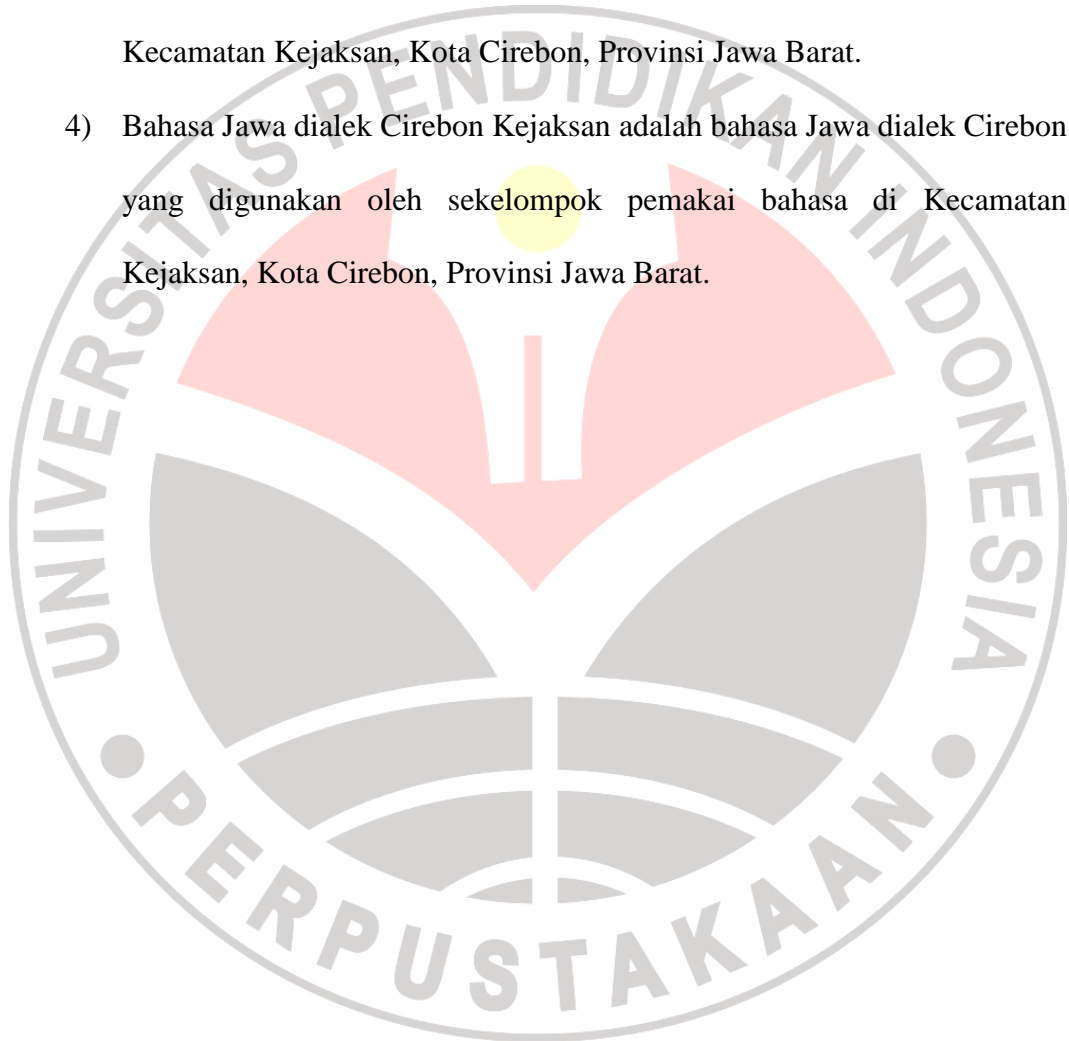 Kecamatan Kejaksan, Kota Cirebon, Provinsi Jawa Barat.
4) Bahasa Jawa dialek Cirebon Kejaksan adalah bahasa Jawa dialek Cirebon
yang digunakan oleh sekelompok pemakai bahasa di Kecamatan
Kejaksan, Kota Cirebon, Provinsi Jawa Barat.
UNIVERSITAS PENDIDIKAN INDONESIA
PERPUSTAKAAN